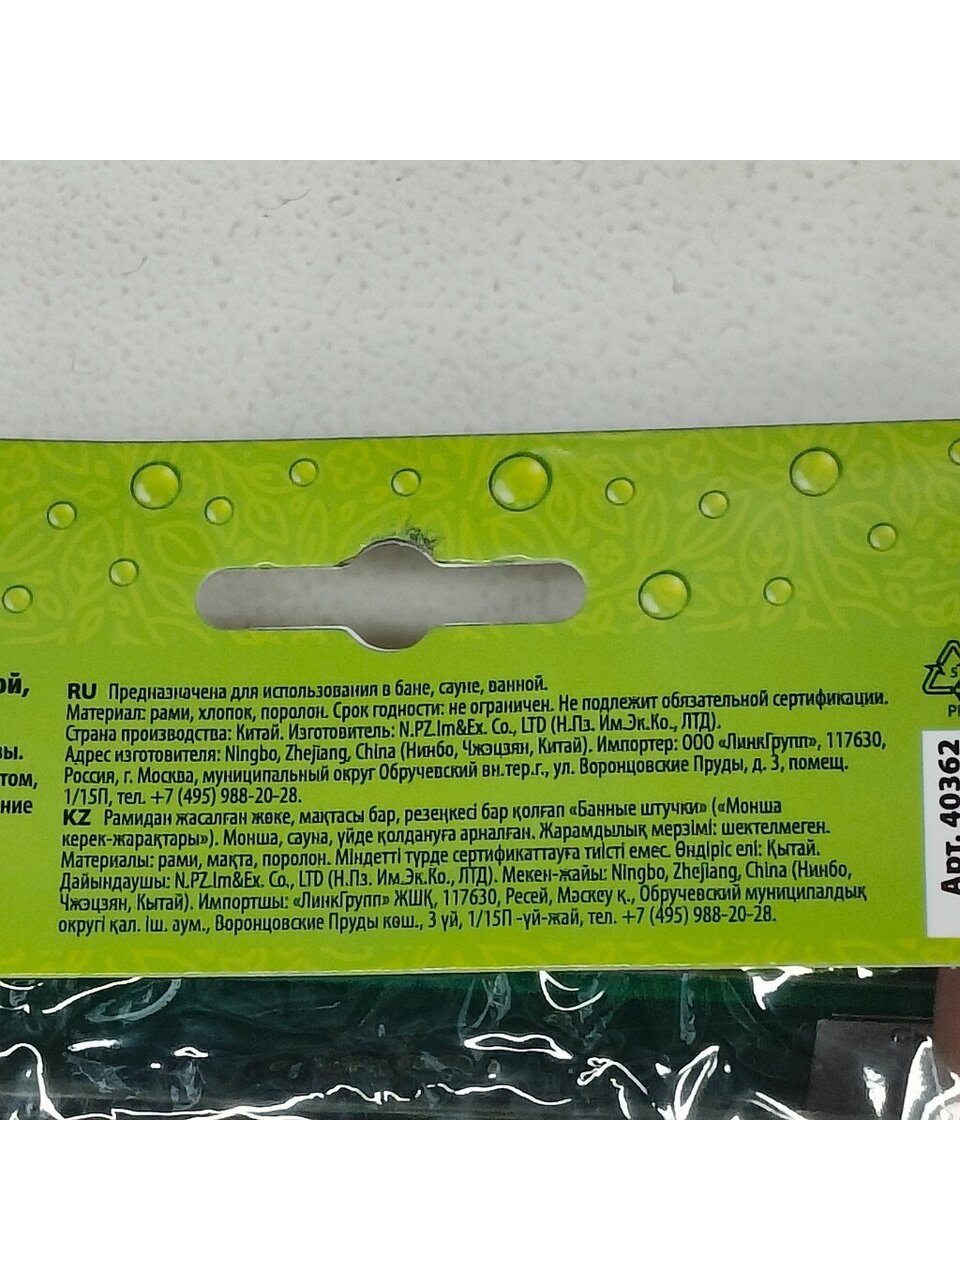 ой,
вы.
том,
ние
RU Предназначена для использования в бане, сауне, ванной.
Материал: рами, хлопок, поролон. Срок годности: не ограничен. Не подлежит обязательной сертификации.
Страна производства: Китай. Изготовитель: N.PZ.Im&Ex. Co., LTD (Н.Пз. Им.Эк.Ко., ЛТД).
Адрес изготовителя: Ningbo, Zhejiang, China (Нинбо, Чжэцзян, Китай). Импортер: ООО «ЛинкГрупп», 117630,
Россия, г. Москва, муниципальный округ Обручевский вн.тер.г., ул. Воронцовские Пруды, д. 3, помещ.
1/15П, тел. +7 (495) 988-20-28.
KZ Рамидан жасалған жөке, мақтасы бар, резеңкесі бар қолғап «Банные штучки» («Монша
керек-жарақтары»). Монша, сауна, үйде қолдануға арналған. Жарамдылық мерзімі: шектелмеген.
Материалы: рами, мақта, поролон. Міндетті түрде сертификаттауға тиісті емес. Өндіріс елі: Қытай.
Дайындаушы: N.PZ.Im&Ex. Co., LTD (Н.Пз. Им.Эк.Ко., ЛТД). Мекен-жайы: Ningbo, Zhejiang, China (Нинбо,
Чжэцзян, Кытай). Импортшы: «ЛинкГрупп» ЖШҚ, 117630, Ресей, Мәскеу қ., Обручевский муниципалдық
округі қал. іш. аум., Воронцовские Пруды көш., 3 үй, 1/15П -үй-жай, тел. +7 (495) 988-20-28.
Арт. 40362